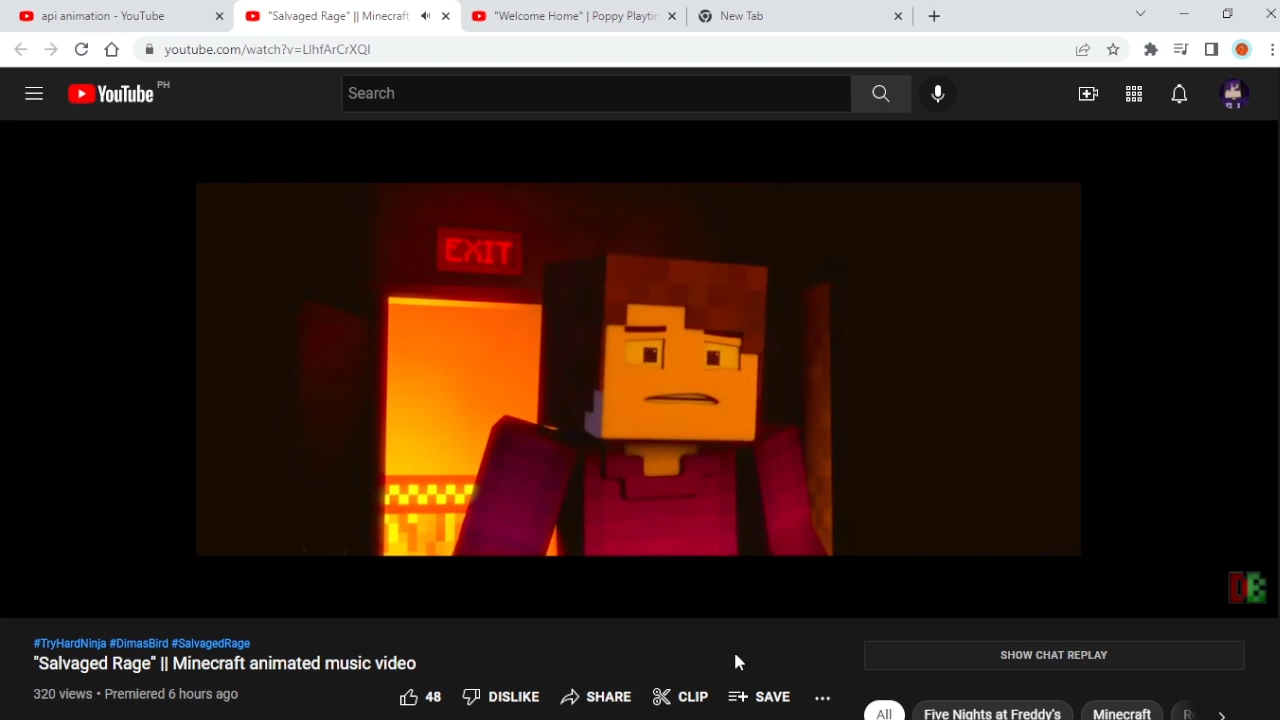 api animation - YouTube
"Salvaged Rage" || Minecraft
"Welcome Home" | Poppy Playtin
New Tab
youtube.com/watch?v=LlhfArCrXQI
YouTube PH
Search
EXIT
DB
#TryHardNinja #DimasBird #SalvagedRage
"Salvaged Rage" || Minecraft animated music video
320 views • Premiered 6 hours ago
48 DISLIKE SHARE CLIP SAVE
SHOW CHAT REPLAY
All Five Nights at Freddy's Minecraft